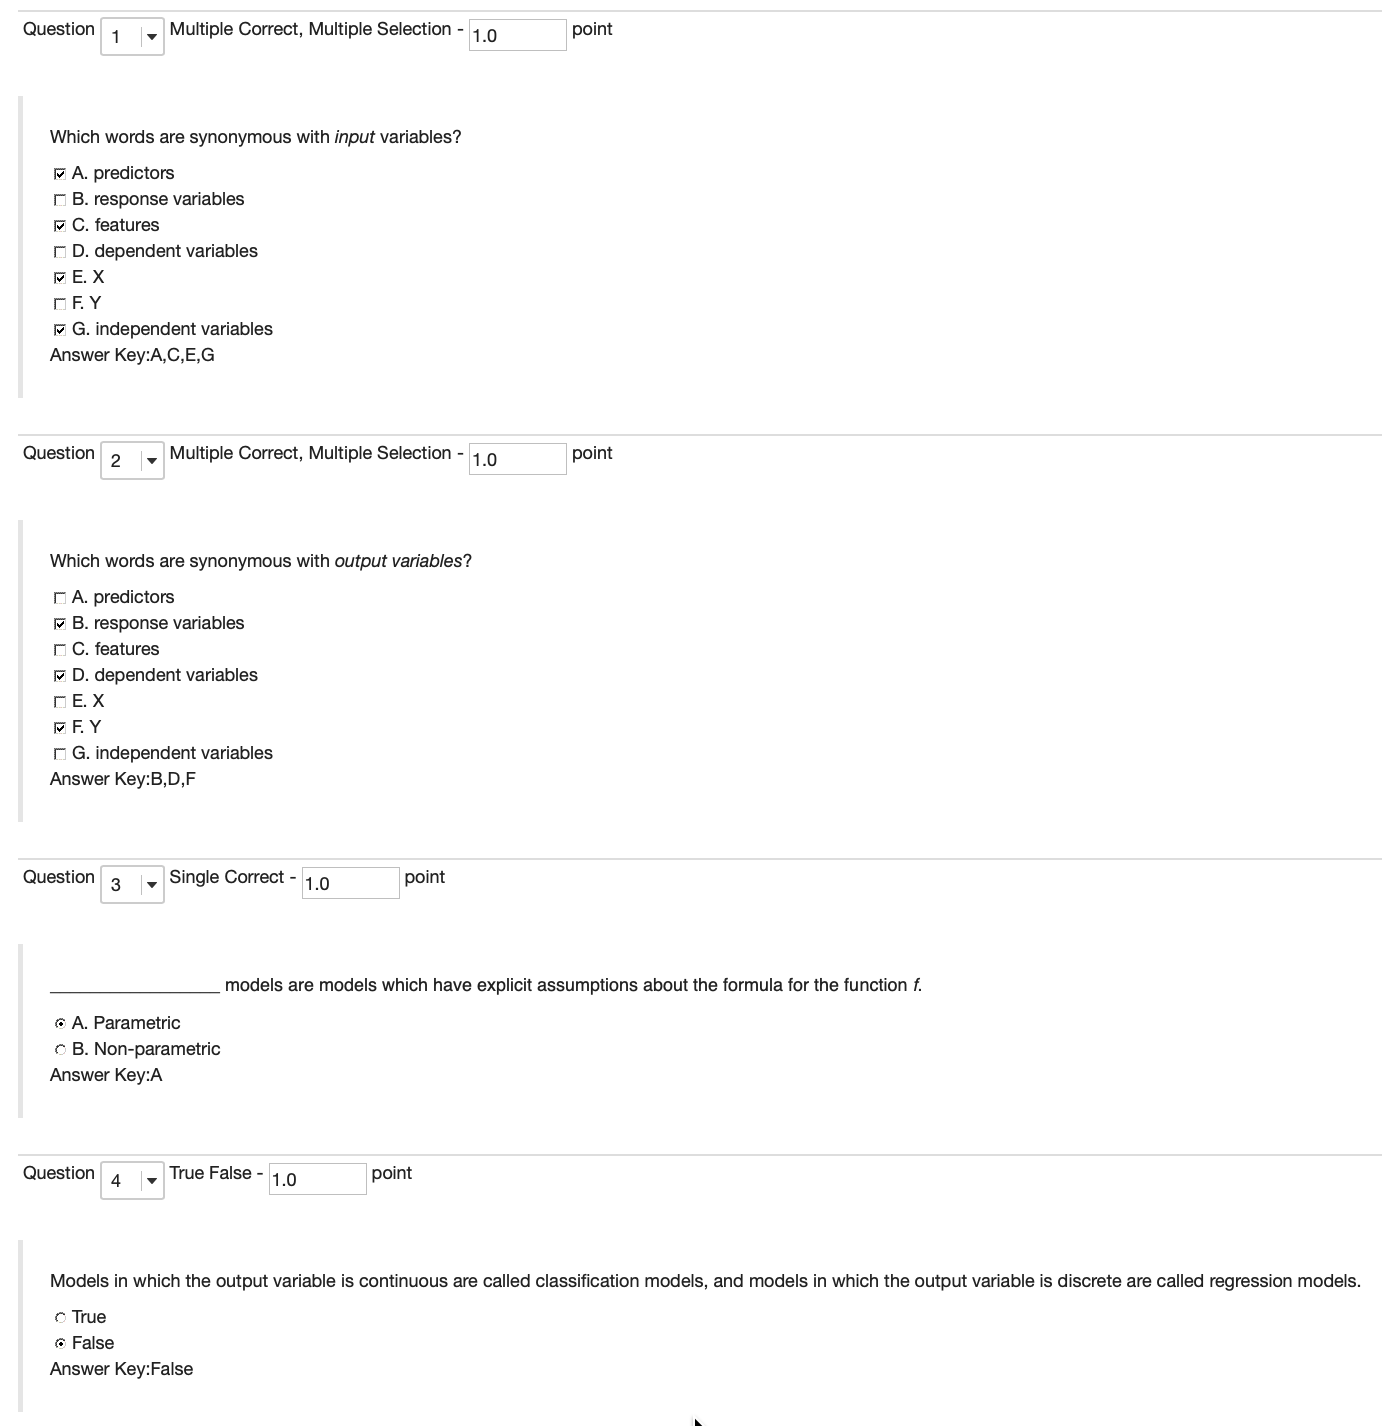 Question 1 Multiple Correct, Multiple Selection - 1.0 point
Which words are synonymous with input variables?
A. predictors
B. response variables
C. features
D. dependent variables
E. X
F. Y
G. independent variables
Answer Key:A,C,E,G
Question 2 Multiple Correct, Multiple Selection - 1.0 point
Which words are synonymous with output variables?
A. predictors
B. response variables
C. features
D. dependent variables
E. X
F. Y
G. independent variables
Answer Key:B,D,F
Question 3 Single Correct - 1.0 point
_________________ models are models which have explicit assumptions about the formula for the function f.
A. Parametric
B. Non-parametric
Answer Key:A
Question 4 True False - 1.0 point
Models in which the output variable is continuous are called classification models, and models in which the output variable is discrete are called regression models.
True
False
Answer Key:False